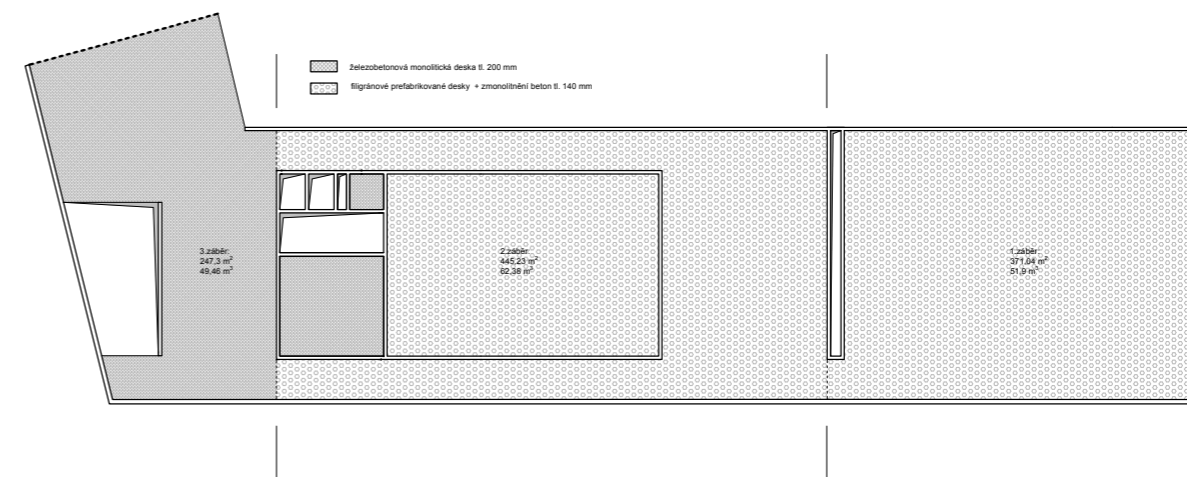 železobetonová monolitická deska tl. 200 mm
filigránové prefabrikované desky + zmonolitnění beton tl. 140 mm
3.záběr:
247,3 m²
49,46 m³
2.záběr:
445,23 m²
62,38 m³
1.záběr:
371,04 m²
51,9 m³